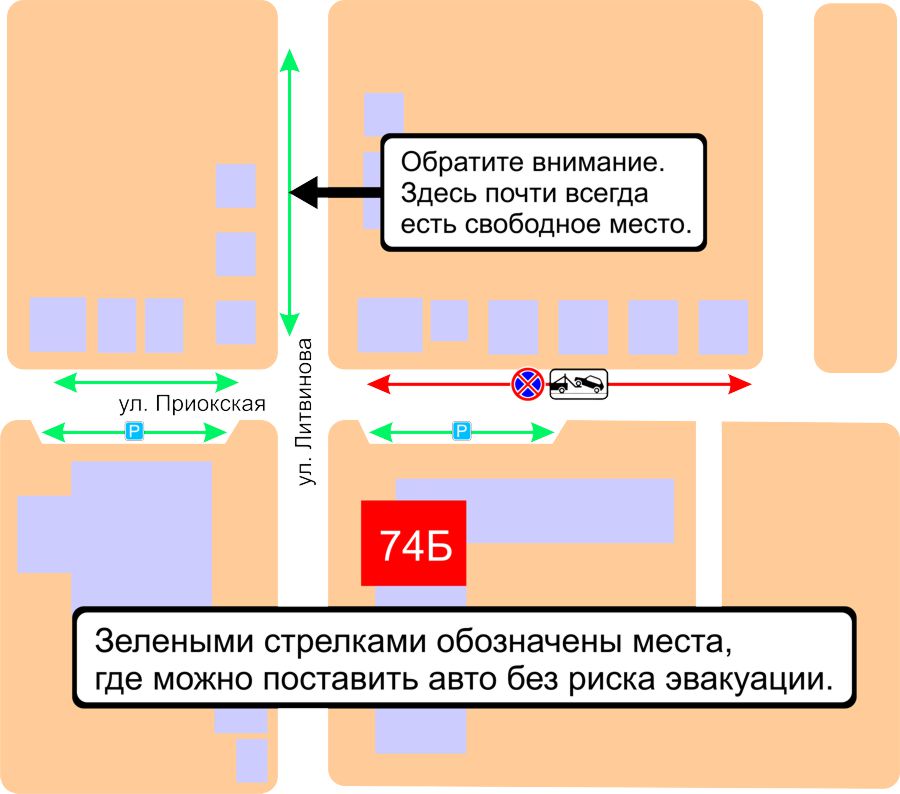 Обратите внимание.
Здесь почти всегда
есть свободное место.
ул. Литвинова
ул. Приокская
P
P
74Б
Зелеными стрелками обозначены места,
где можно поставить авто без риска эвакуации.